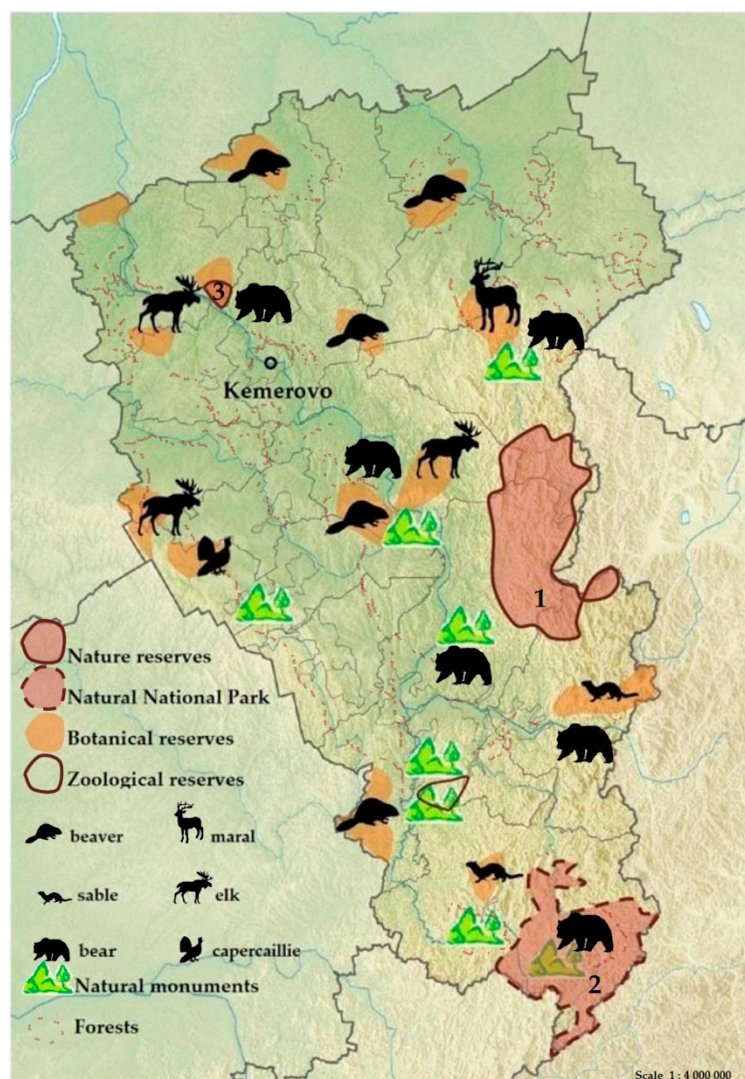 3
Kemerovo
1
Nature reserves
Natural National Park
Botanical reserves
Zoological reserves
beaver maral
sable elk
bear capercaillie
Natural monuments
2
Forests
Scale 1 : 4 000 000